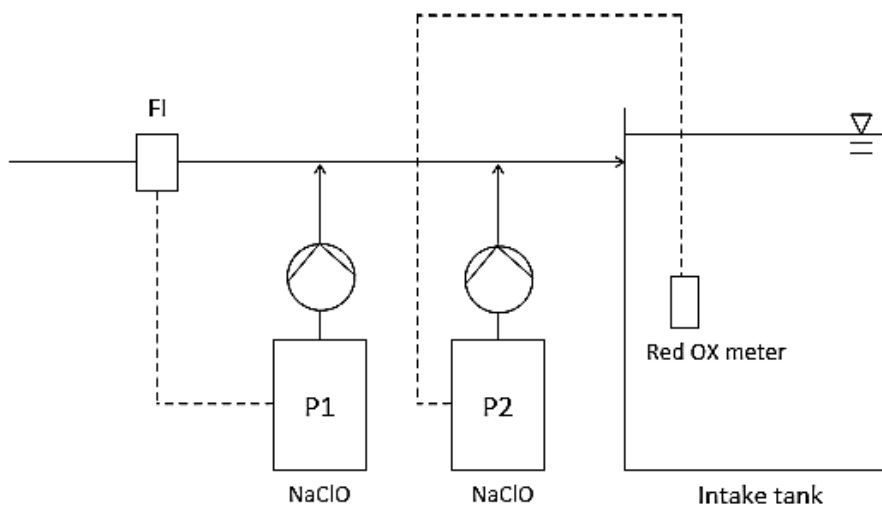 FI
P1
P2
Red OX meter
NaClO
NaClO
Intake tank